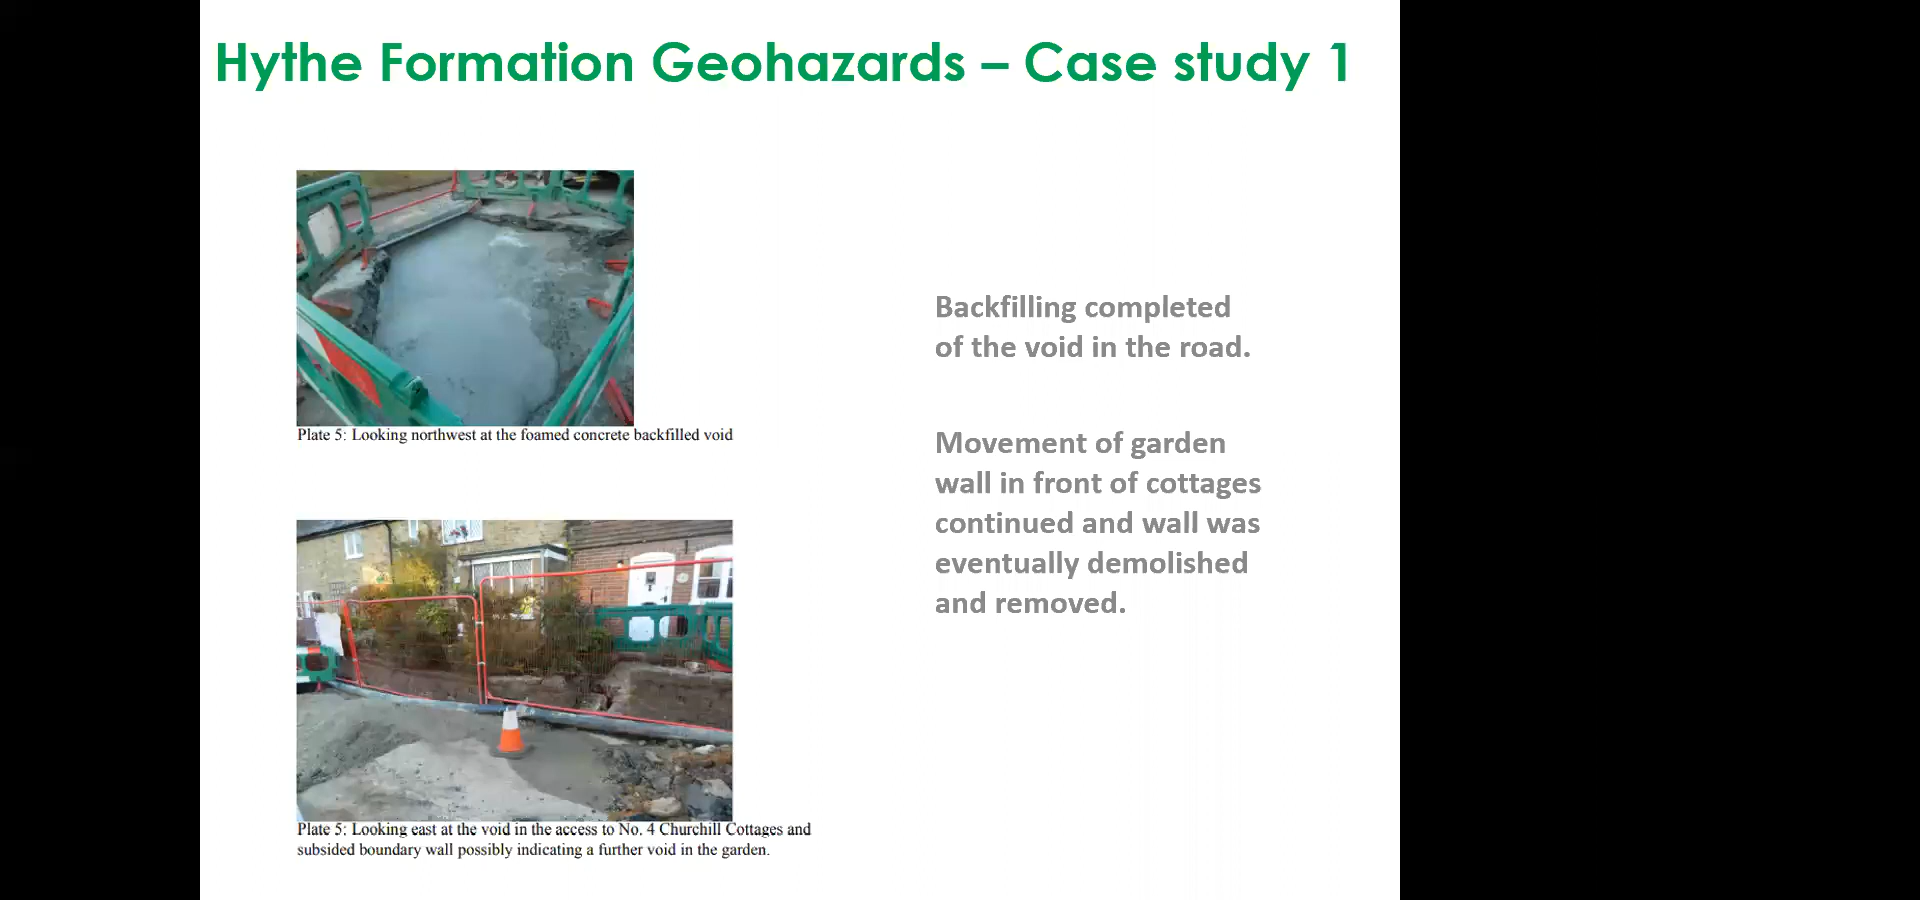 Hythe Formation Geohazards – Case study 1
Plate 5: Looking northwest at the foamed concrete backfilled void
Backfilling completed
of the void in the road.
Movement of garden
wall in front of cottages
continued and wall was
eventually demolished
and removed.
Plate 5: Looking east at the void in the access to No. 4 Churchill Cottages and
subsided boundary wall possibly indicating a further void in the garden.